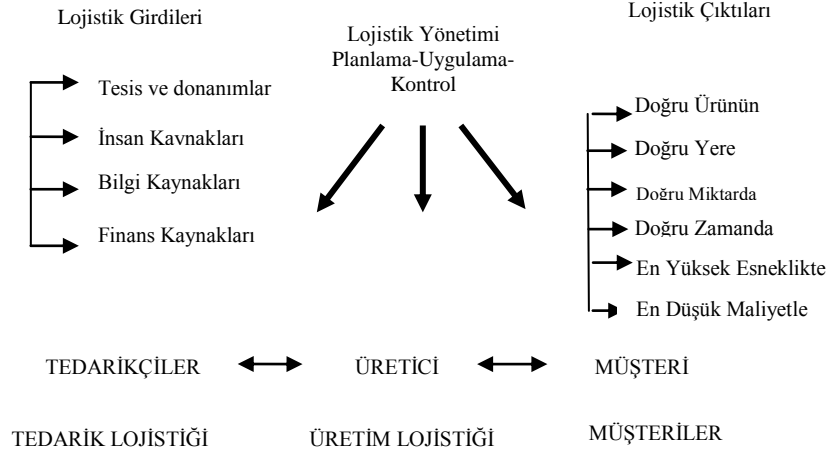 Lojistik Girdileri
Tesis ve donanımlar
İnsan Kavnakları
Bilgi Kaynakları
Finans Kaynakları
Lojistik Yönetimi
Planlama-Uygulama-
Kontrol
Lojistik Çıktıları
Doğru Ürünün
Doğru Yere
Doğru Miktarda
Doğru Zamanda
En Yüksek Esneklikte
En Düşük Maliyetle
TEDARİKÇİLER
ÜRETİCİ
MÜŞTERİ
TEDARİK LOJİSTİĞİ
ÜRETİM LOJİSTİĞİ
MÜŞTERİLER